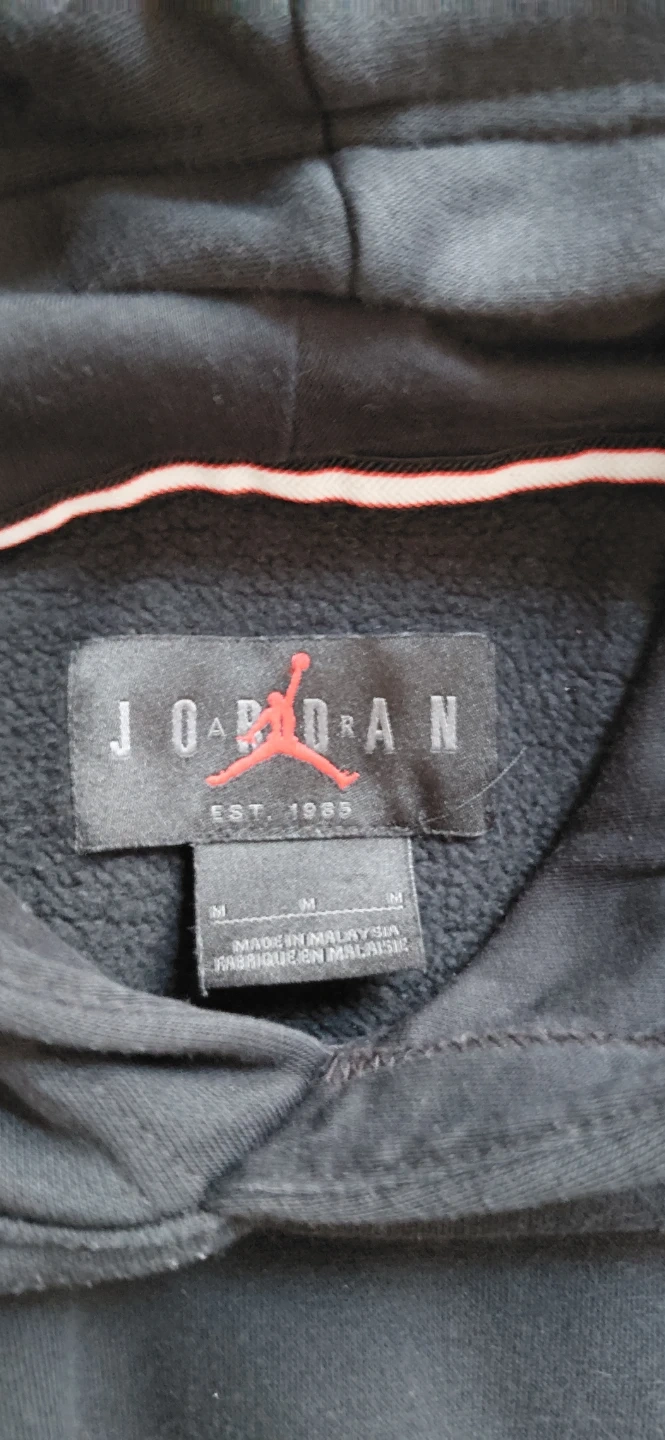 JORDAN
AIR
EST. 1985
M M M
MADE IN MALAYSIA
FABRIQUE EN MALAISIE